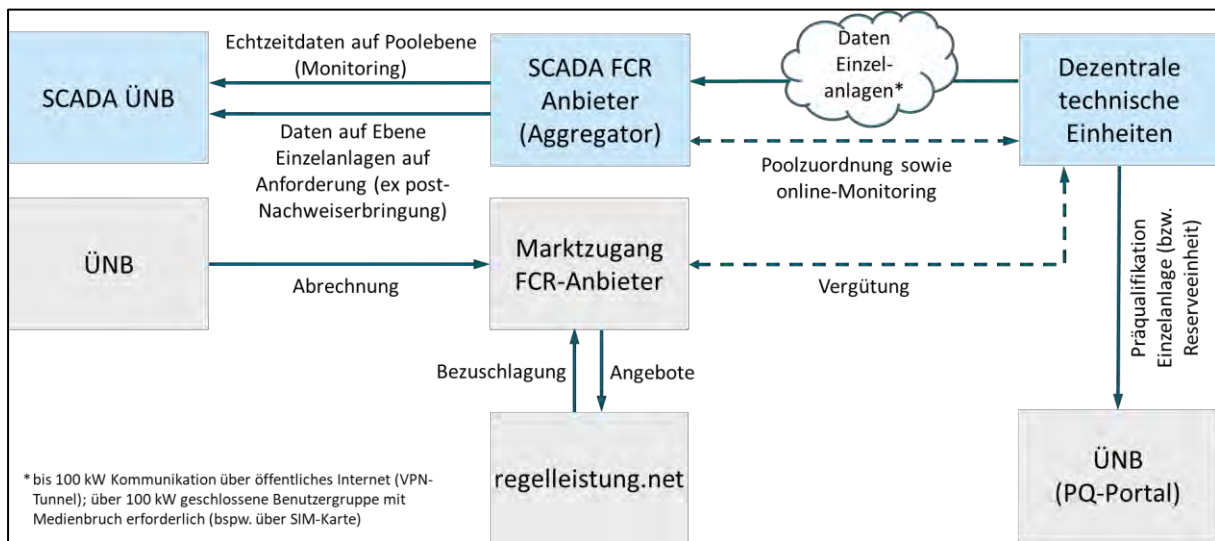 SCADA ÜNB
Echtzeitdaten auf Poolebene
(Monitoring)
Daten auf Ebene
Einzelanlagen auf
Anforderung (ex post-
Nachweiserbringung)
SCADA FCR
Anbieter
(Aggregator)
Daten
Einzel-
anlagen*
Poolzuordnung sowie
online-Monitoring
Dezentrale
technische
Einheiten
ÜNB
Abrechnung
Marktzugang
FCR-Anbieter
Vergütung
Präqualifikation
Einzelanlage (bzw.
Reserveeinheit)
Bezuschlagung
Angebote
regelleistung.net
ÜNB
(PQ-Portal)
* bis 100 kW Kommunikation über öffentliches Internet (VPN-
Tunnel); über 100 kW geschlossene Benutzergruppe mit
Medienbruch erforderlich (bspw. über SIM-Karte)